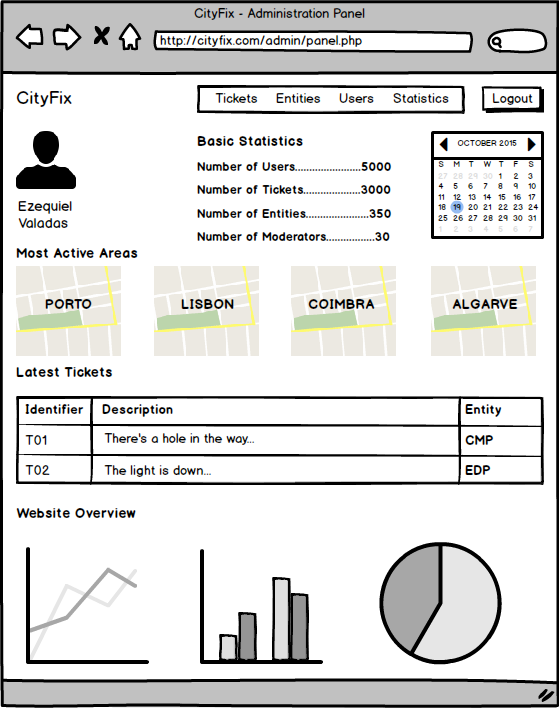 CityFix - Administration Panel
http://cityfix.com/admin/panel.php
CityFix
Tickets Entities Users Statistics
Logout
Ezequiel
Valadas
Basic Statistics
Number of Users......................5000
Number of Tickets...................3000
Number of Entities.....................350
Number of Moderators................30
OCTOBER 2015
S M T W T F S
27 28 29 30 1 2 3
4 5 6 7 8 9 10
11 12 13 14 15 16 17
18 19 20 21 22 23 24
25 26 27 28 29 30 31
1 2 3 4 5 6 7
Most Active Areas
PORTO
LISBON
COIMBRA
ALGARVE
Latest Tickets
Identifier Description Entity
T01 There's a hole in the way... CMP
T02 The light is down... EDP
Website Overview